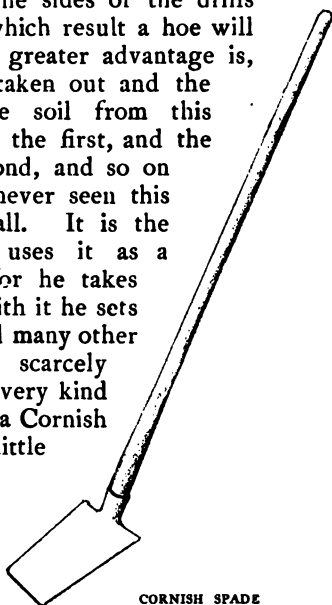 the sides of the drills
which result a hoe will
greater advantage is,
taken out and the
e soil from this
the first, and the
ond, and so on
never seen this
all. It is the
uses it as a
or he takes
ith it he sets
d many other
scarcely
very kind
a Cornish
little
CORNISH SPADE